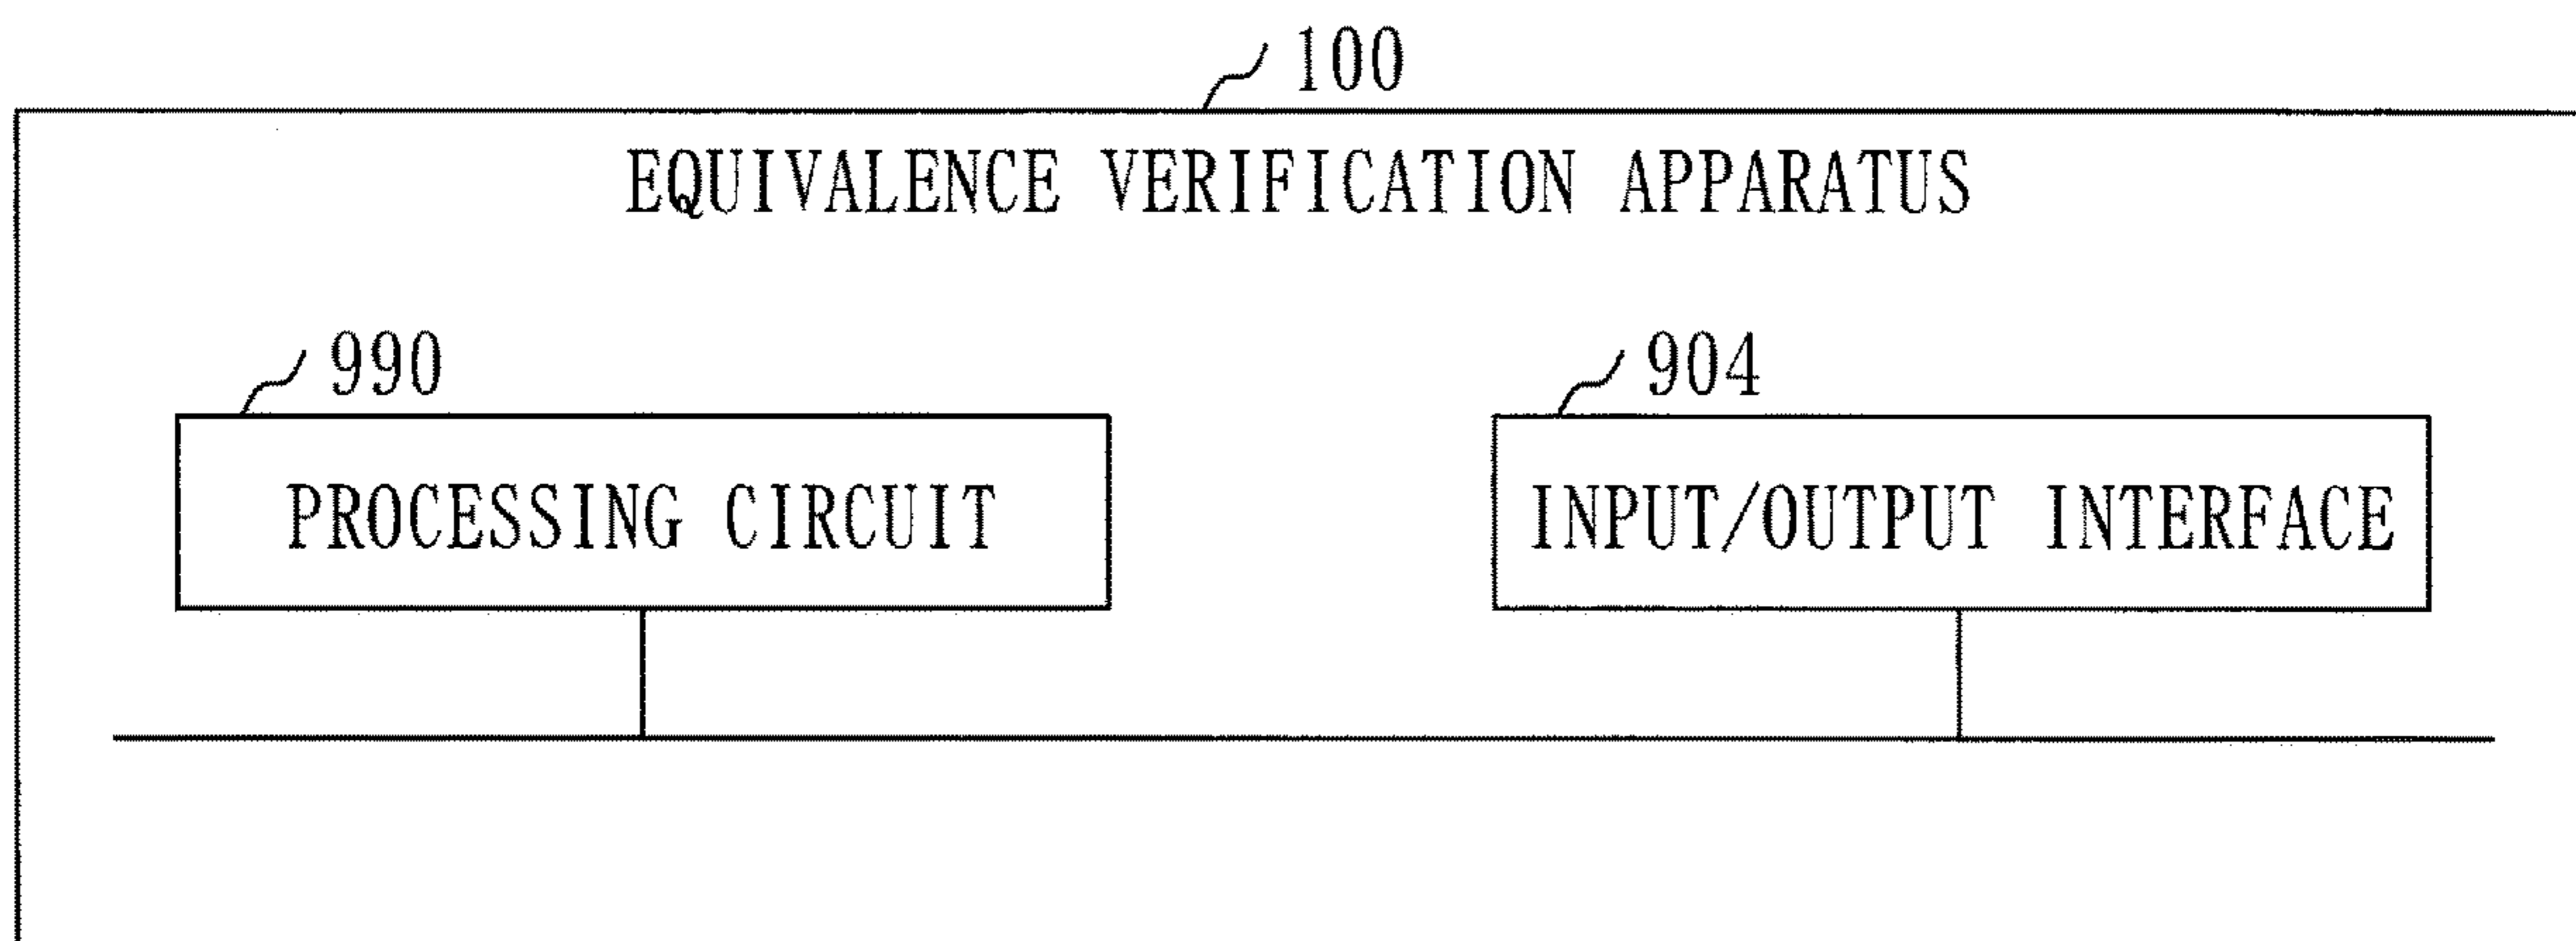 100
EQUIVALENCE VERIFICATION APPARATUS
990
904
PROCESSING CIRCUIT
INPUT/OUTPUT INTERFACE